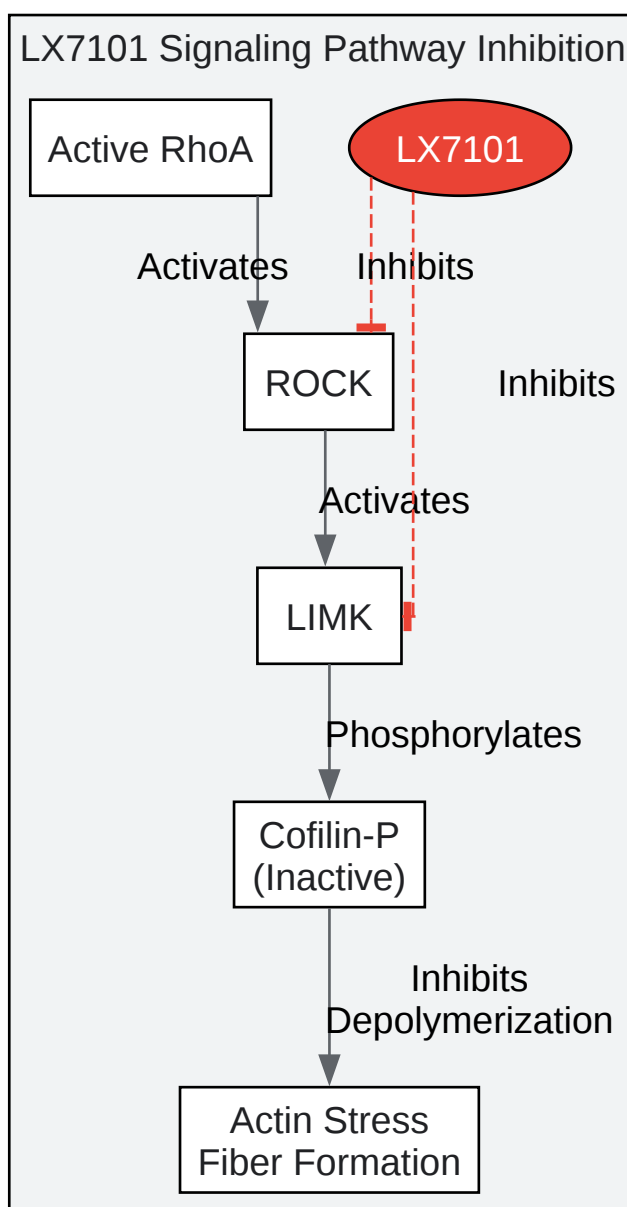 LX7101 Signaling Pathway Inhibition
Active RhoA
LX7101
Activates
Inhibits
ROCK
Inhibits
Activates
LIMK
Phosphorylates
Cofilin-P
(Inactive)
Inhibits
Depolymerization
Actin Stress
Fiber Formation